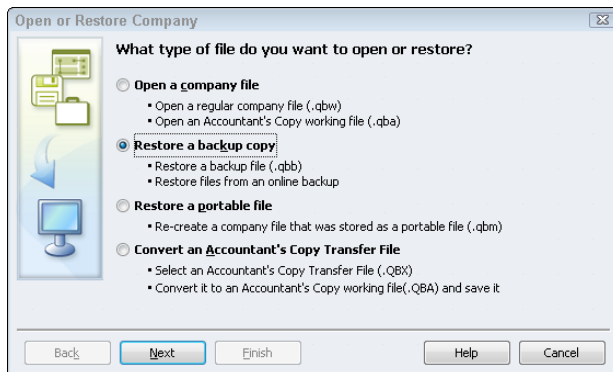 Open or Restore Company
What type of file do you want to open or restore?
Open a company file
• Open a regular company file (.qbw)
• Open an Accountant's Copy working file (.qba)
Restore a backup copy
• Restore a backup file (.qbb)
• Restore files from an online backup
Restore a portable file
• Re-create a company file that was stored as a portable file (.qbm)
Convert an Accountant's Copy Transfer File
• Select an Accountant's Copy Transfer File (.QBX)
• Convert it to an Accountant's Copy working file(.QBA) and save it
Back Next Finish Help Cancel